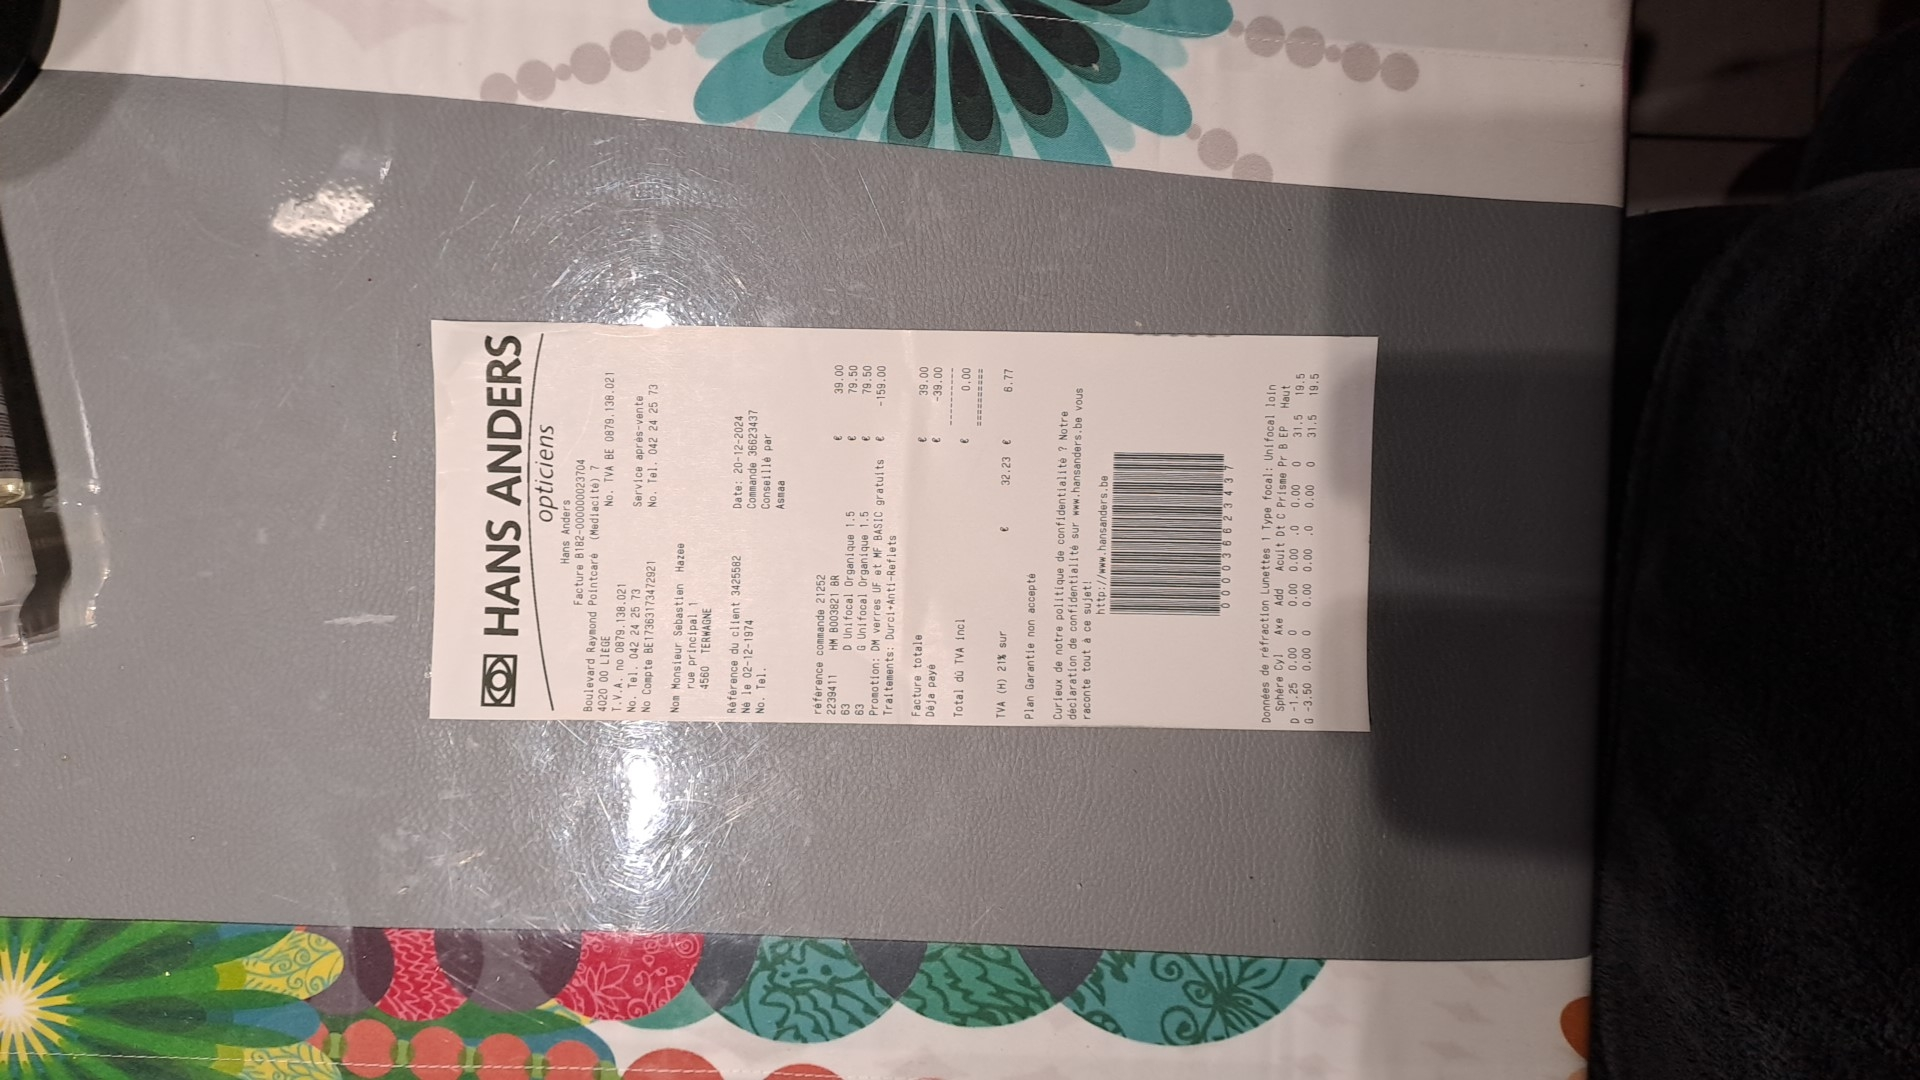 HANS ANDERS
opticiens
Hans Anders
Facture B182-000000023704
Boulevard Raymond Pointcaré (Mediacité) 7
4020 00 LIEGE
T.V.A. no 0879.138.021 No. TVA BE 0879.138.021
No. Tel. 042 24 25 73 Service après-vente
No Compte BE17363173472921 No. Tel. 042 24 25 73
Nom Monsieur Sebastien Hazee
rue principal 1
4560 TERWAGNE
Référence du client 3425582 Date: 20-12-2024
Né le 02-12-1974 Commande 36623437
No. Tel. Conseillé par
Asmaa
référence commande 21252
2239411 HM B003821 BR € 39.00
63 D Unifocal Organique 1.5 € 79.50
63 G Unifocal Organique 1.5 € 79.50
Promotion: DM verres UF et MF BASIC gratuits € -159.00
Traitements: Durci+Anti-Reflets
Facture totale € 39.00
Déja payé € -39.00
-----------
Total dû TVA incl € 0.00
==========
TVA (H) 21% sur € 32.23 € 6.77
Plan Garantie non accepté
Curieux de notre politique de confidentialité ? Notre
déclaration de confidentialité sur www.hansanders.be vous
raconte tout à ce sujet!
http://www.hansanders.be
000036623437
Données de réfraction Lunettes 1 Type focal: Unifocal loin
Sphère Cyl Axe Add Acuit Dt C Prisme Pr B EP Haut
D -1.25 0.00 0 0.00 0.00 .0 0.00 0 31.5 19.5
G -3.50 0.00 0 0.00 0.00 .0 0.00 0 31.5 19.5